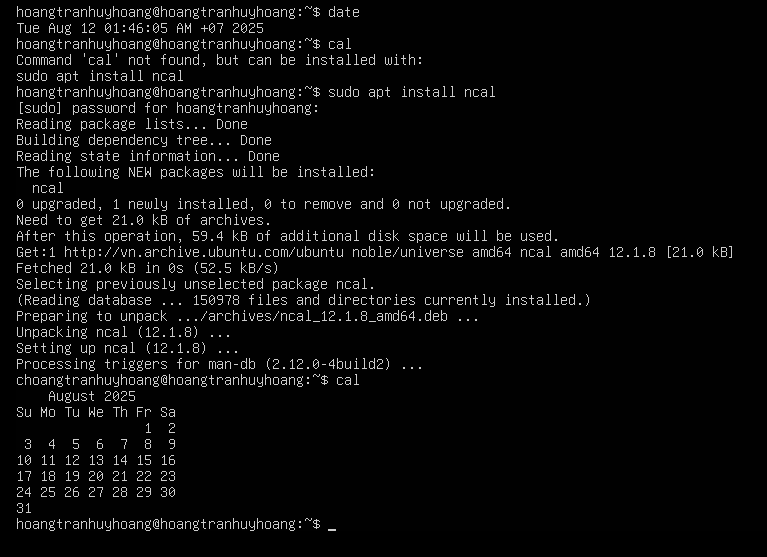 hoangtranhuyhoang@hoangtranhuyhoang:~$ date
Tue Aug 12 01:46:05 AM +07 2025
hoangtranhuyhoang@hoangtranhuyhoang:~$ cal
Command 'cal' not found, but can be installed with:
sudo apt install ncal
hoangtranhuyhoang@hoangtranhuyhoang:~$ sudo apt install ncal
[sudo] password for hoangtranhuyhoang:
Reading package lists... Done
Building dependency tree... Done
Reading state information... Done
The following NEW packages will be installed:
  ncal
0 upgraded, 1 newly installed, 0 to remove and 0 not upgraded.
Need to get 21.0 kB of archives.
After this operation, 59.4 kB of additional disk space will be used.
Get:1 http://vn.archive.ubuntu.com/ubuntu noble/universe amd64 ncal amd64 12.1.8 [21.0 kB]
Fetched 21.0 kB in 0s (52.5 kB/s)
Selecting previously unselected package ncal.
(Reading database ... 150978 files and directories currently installed.)
Preparing to unpack .../archives/ncal_12.1.8_amd64.deb ...
Unpacking ncal (12.1.8) ...
Setting up ncal (12.1.8) ...
Processing triggers for man-db (2.12.0-4build2) ...
choangtranhuyhoang@hoangtranhuyhoang:~$ cal
    August 2025
Su Mo Tu We Th Fr Sa
                1  2
 3  4  5  6  7  8  9
10 11 12 13 14 15 16
17 18 19 20 21 22 23
24 25 26 27 28 29 30
31
hoangtranhuyhoang@hoangtranhuyhoang:~$ _